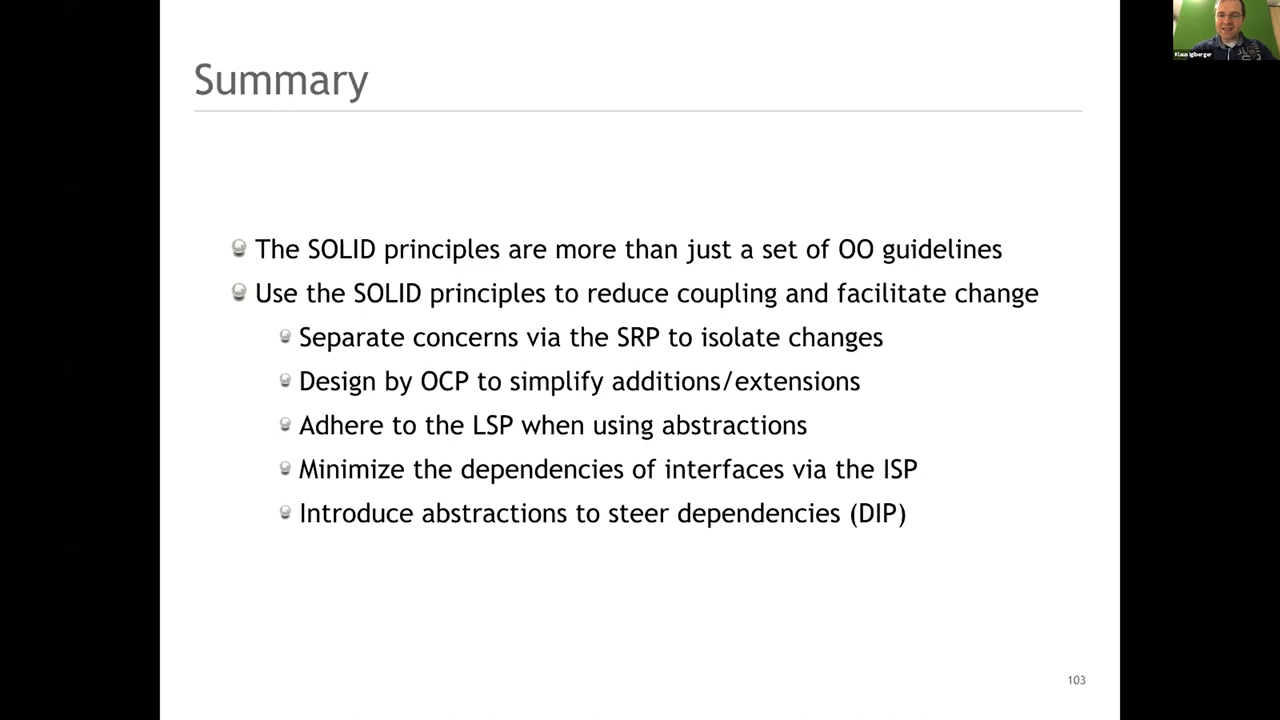 Klaus Iglberger
Summary
The SOLID principles are more than just a set of OO guidelines
Use the SOLID principles to reduce coupling and facilitate change
Separate concerns via the SRP to isolate changes
Design by OCP to simplify additions/extensions
Adhere to the LSP when using abstractions
Minimize the dependencies of interfaces via the ISP
Introduce abstractions to steer dependencies (DIP)
103